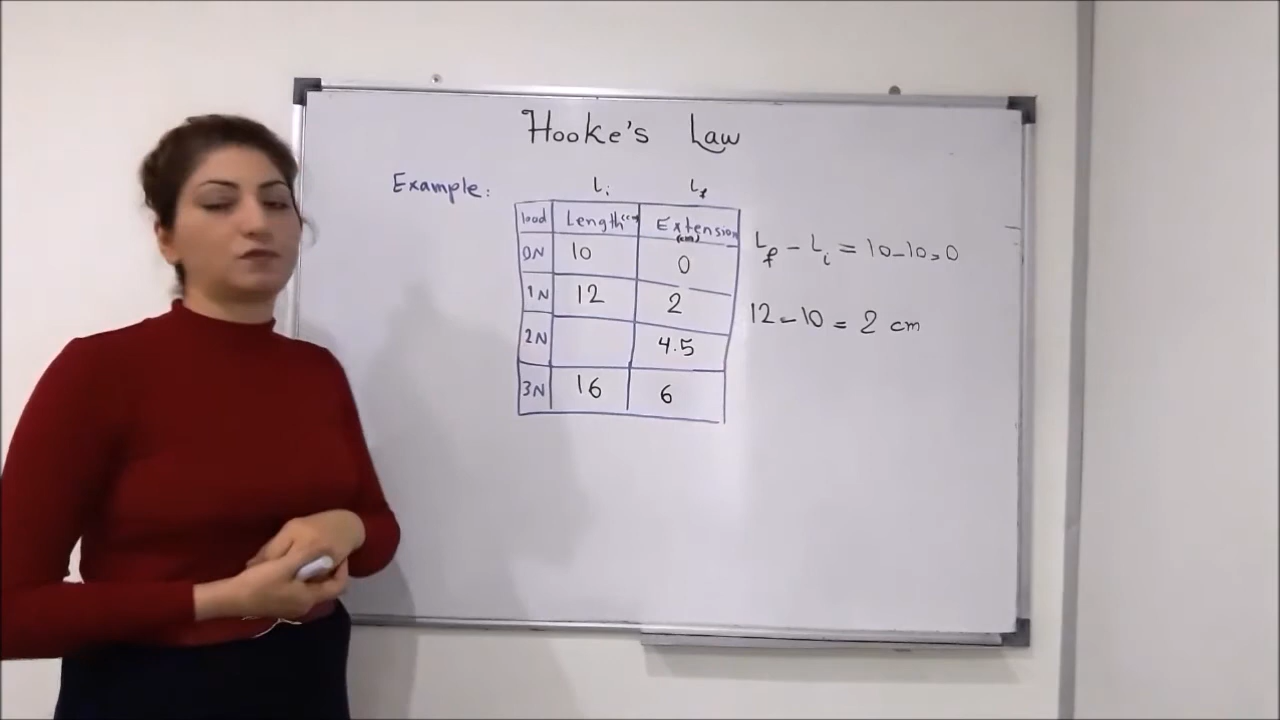 Hooke's Law
Example:
Li Lf
load Length(cm) Extension (cm)
0N 10 0
1N 12 2
2N 4.5
3N 16 6
Lf - Li = 10-10=0
12-10 = 2 cm